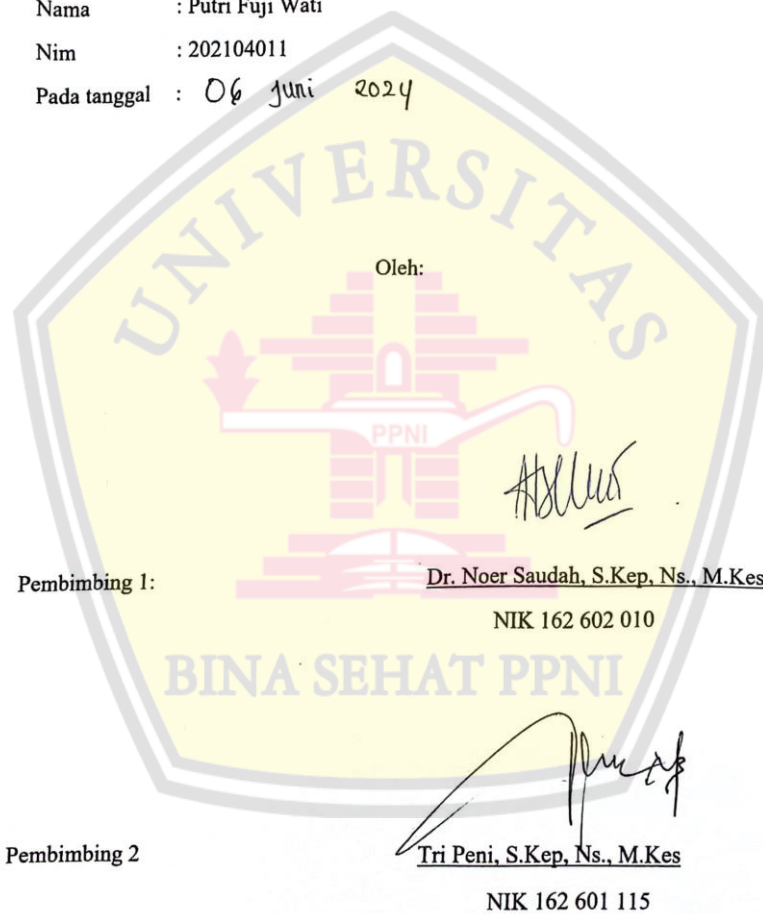 Nama : Putri Fuji Wati
Nim : 202104011
Pada tanggal : 06 Juni 2024
UNIVERSITAS
Oleh:
PPNI
Pembimbing 1: Dr. Noer Saudah, S.Kep, Ns., M.Kes
NIK 162 602 010
BINA SEHAT PPNI
Pembimbing 2 Tri Peni, S.Kep, Ns., M.Kes
NIK 162 601 115